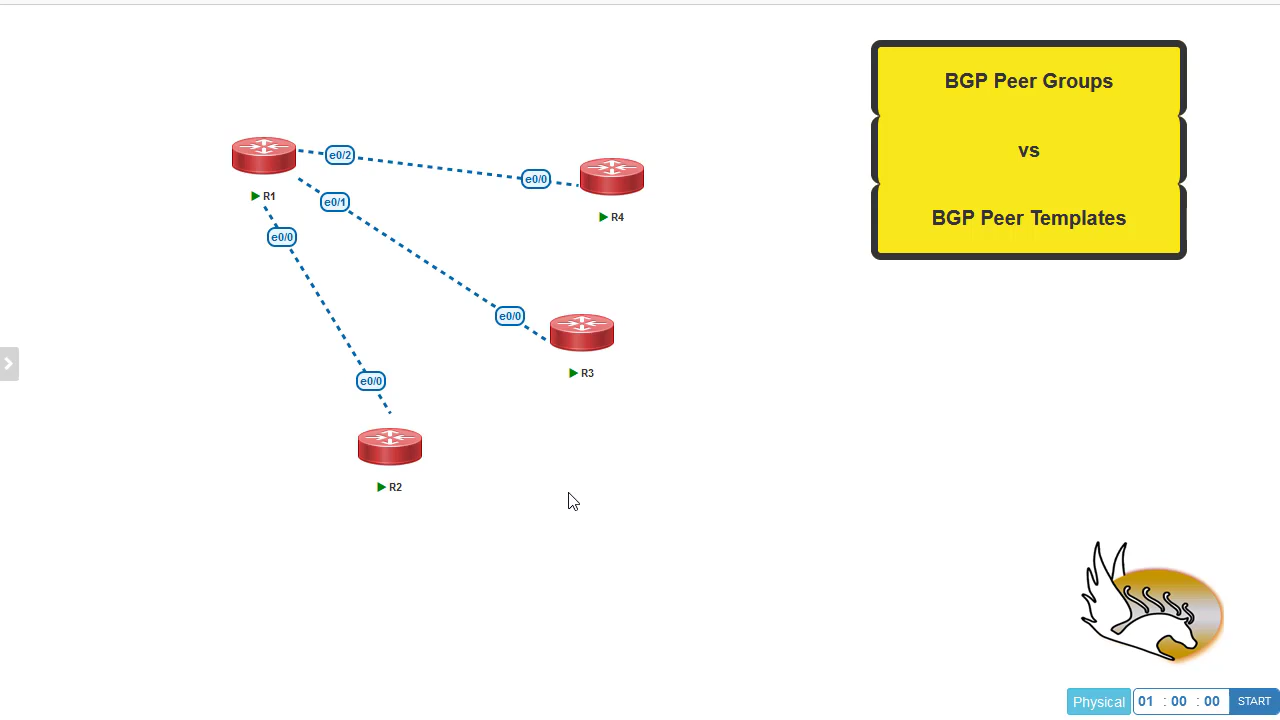 BGP Peer Groups
vs
BGP Peer Templates
e0/2
e0/0
R1
R4
e0/1
e0/0
e0/0
R3
e0/0
R2
Physical
01 : 00 : 00
START